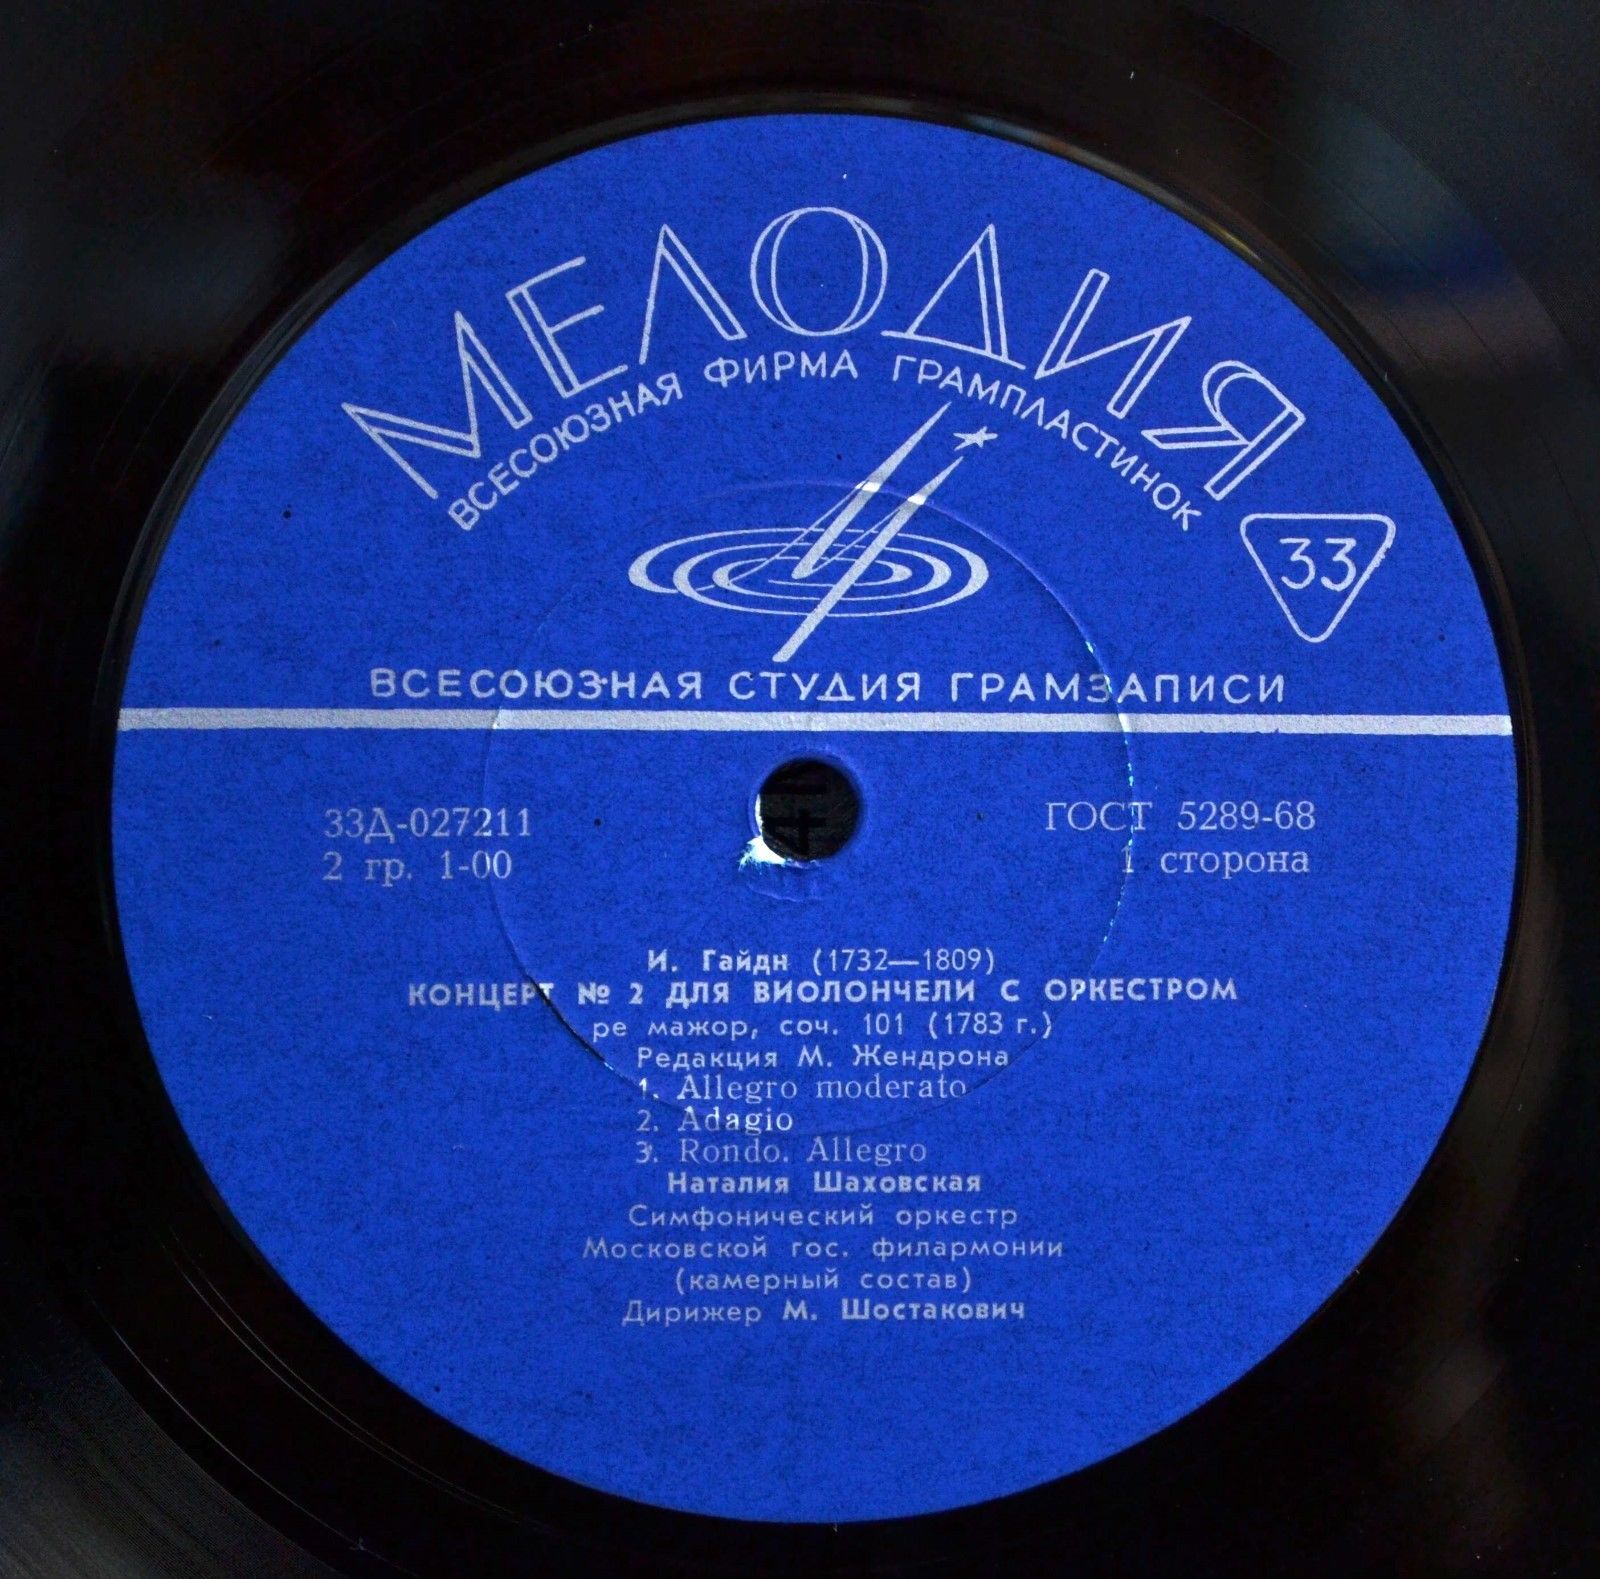 МЕЛОДИЯ
ВСЕСОЮЗНАЯ ФИРМА ГРАМПЛАСТИНОК
33
ВСЕСОЮЗНАЯ СТУДИЯ ГРАМЗАПИСИ
33Д-027211 ГОСТ 5289-68
2 гр. 1-00 1 сторона
И. Гайдн (1732—1809)
КОНЦЕРТ № 2 ДЛЯ ВИОЛОНЧЕЛИ С ОРКЕСТРОМ
ре мажор, соч. 101 (1783 г.)
Редакция М. Жендрона
1. Allegro moderato
2. Adagio
3. Rondo. Allegro
Наталия Шаховская
Симфонический оркестр
Московской гос. филармонии
(камерный состав)
Дирижер М. Шостакович